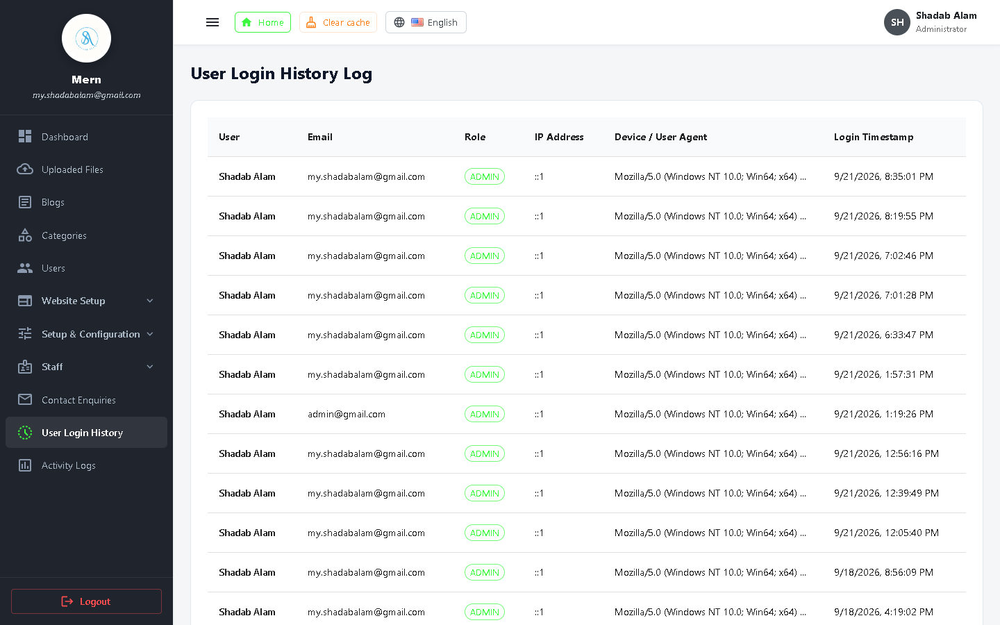 Mern
my.shadabalam@gmail.com
Dashboard
Uploaded Files
Blogs
Categories
Users
Website Setup
Setup & Configuration
Staff
Contact Enquiries
User Login History
Activity Logs
Logout
Home
Clear cache
English
SH
Shadab Alam
Administrator
User Login History Log
User Email Role IP Address Device / User Agent Login Timestamp
Shadab Alam my.shadabalam@gmail.com ADMIN ::1 Mozilla/5.0 (Windows NT 10.0; Win64; x64) ... 9/21/2026, 8:35:01 PM
Shadab Alam my.shadabalam@gmail.com ADMIN ::1 Mozilla/5.0 (Windows NT 10.0; Win64; x64) ... 9/21/2026, 8:19:55 PM
Shadab Alam my.shadabalam@gmail.com ADMIN ::1 Mozilla/5.0 (Windows NT 10.0; Win64; x64) ... 9/21/2026, 7:02:46 PM
Shadab Alam my.shadabalam@gmail.com ADMIN ::1 Mozilla/5.0 (Windows NT 10.0; Win64; x64) ... 9/21/2026, 7:01:28 PM
Shadab Alam my.shadabalam@gmail.com ADMIN ::1 Mozilla/5.0 (Windows NT 10.0; Win64; x64) ... 9/21/2026, 6:33:47 PM
Shadab Alam my.shadabalam@gmail.com ADMIN ::1 Mozilla/5.0 (Windows NT 10.0; Win64; x64) ... 9/21/2026, 1:57:31 PM
Shadab Alam admin@gmail.com ADMIN ::1 Mozilla/5.0 (Windows NT 10.0; Win64; x64) ... 9/21/2026, 1:19:26 PM
Shadab Alam my.shadabalam@gmail.com ADMIN ::1 Mozilla/5.0 (Windows NT 10.0; Win64; x64) ... 9/21/2026, 12:56:16 PM
Shadab Alam my.shadabalam@gmail.com ADMIN ::1 Mozilla/5.0 (Windows NT 10.0; Win64; x64) ... 9/21/2026, 12:39:49 PM
Shadab Alam my.shadabalam@gmail.com ADMIN ::1 Mozilla/5.0 (Windows NT 10.0; Win64; x64) ... 9/21/2026, 12:05:40 PM
Shadab Alam my.shadabalam@gmail.com ADMIN ::1 Mozilla/5.0 (Windows NT 10.0; Win64; x64) ... 9/18/2026, 8:56:09 PM
Shadab Alam my.shadabalam@gmail.com ADMIN ::1 Mozilla/5.0 (Windows NT 10.0; Win64; x64) ... 9/18/2026, 4:19:02 PM